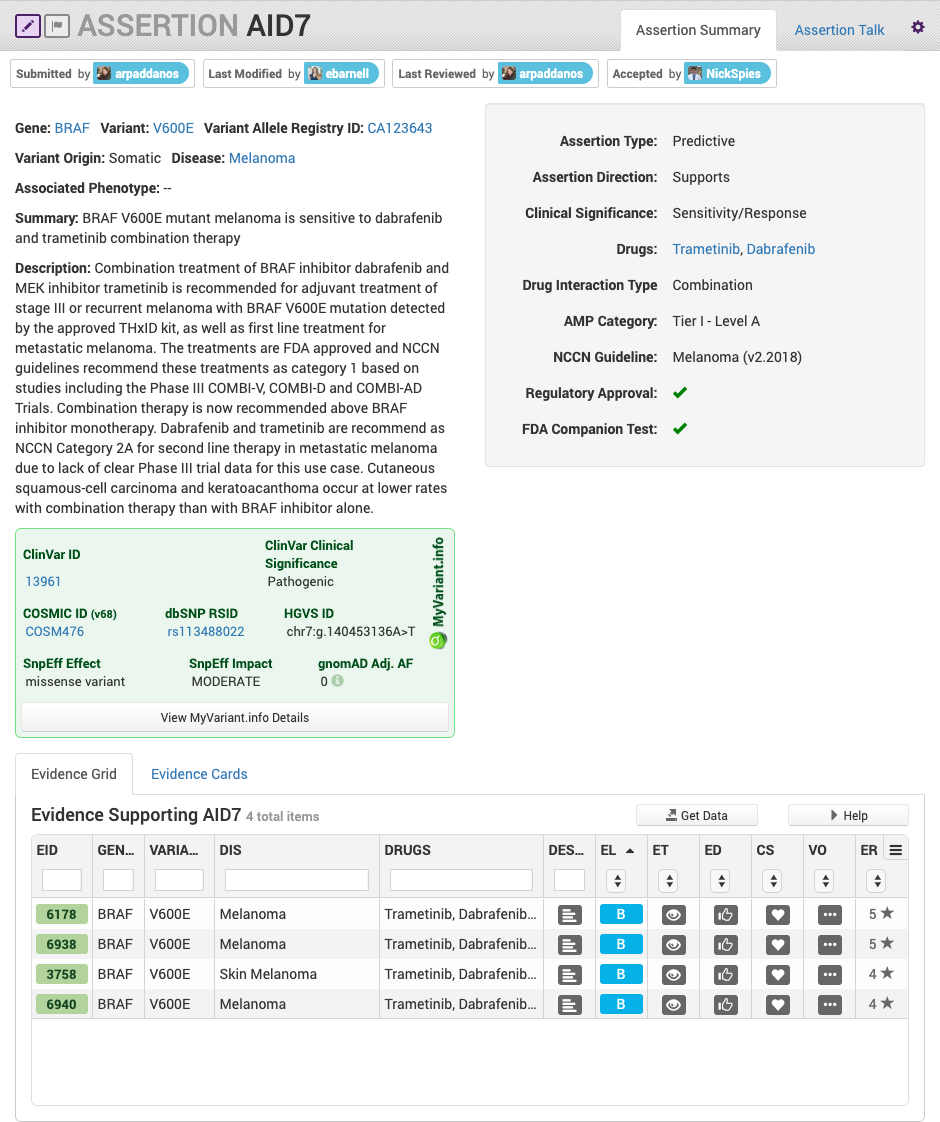 ASSERTION AID7
Assertion Summary
Assertion Talk
Submitted by arpaddanos
Last Modified by ebarnell
Last Reviewed by arpaddanos
Accepted by NickSpies
Gene: BRAF Variant: V600E Variant Allele Registry ID: CA123643
Variant Origin: Somatic Disease: Melanoma
Associated Phenotype: --
Summary: BRAF V600E mutant melanoma is sensitive to dabrafenib
and trametinib combination therapy
Description: Combination treatment of BRAF inhibitor dabrafenib and
MEK inhibitor trametinib is recommended for adjuvant treatment of
stage III or recurrent melanoma with BRAF V600E mutation detected
by the approved THxID kit, as well as first line treatment for
metastatic melanoma. The treatments are FDA approved and NCCN
guidelines recommend these treatments as category 1 based on
studies including the Phase III COMBI-V, COMBI-D and COMBI-AD
Trials. Combination therapy is now recommended above BRAF
inhibitor monotherapy. Dabrafenib and trametinib are recommend as
NCCN Category 2A for second line therapy in metastatic melanoma
due to lack of clear Phase III trial data for this use case. Cutaneous
squamous-cell carcinoma and keratoacanthoma occur at lower rates
with combination therapy than with BRAF inhibitor alone.
Assertion Type: Predictive
Assertion Direction: Supports
Clinical Significance: Sensitivity/Response
Drugs: Trametinib, Dabrafenib
Drug Interaction Type Combination
AMP Category: Tier I - Level A
NCCN Guideline: Melanoma (v2.2018)
Regulatory Approval: ✔
FDA Companion Test: ✔
ClinVar ID
13961
ClinVar Clinical
Significance
Pathogenic
MyVariant.info
COSMIC ID (v68) dbSNP RSID HGVS ID
COSM476 rs113488022 chr7:g.140453136A>T
SnpEff Effect SnpEff Impact gnomAD Adj. AF
missense variant MODERATE 0
View MyVariant.info Details
Evidence Grid Evidence Cards
Evidence Supporting AID7 4 total items
Get Data
Help
EID GEN... VARIA... DIS DRUGS DES... EL ET ED CS VO ER
6178 BRAF V600E Melanoma Trametinib, Dabrafenib... B 5 ★
6938 BRAF V600E Melanoma Trametinib, Dabrafenib... B 5 ★
3758 BRAF V600E Skin Melanoma Trametinib, Dabrafenib... B 4 ★
6940 BRAF V600E Melanoma Trametinib, Dabrafenib... B 4 ★